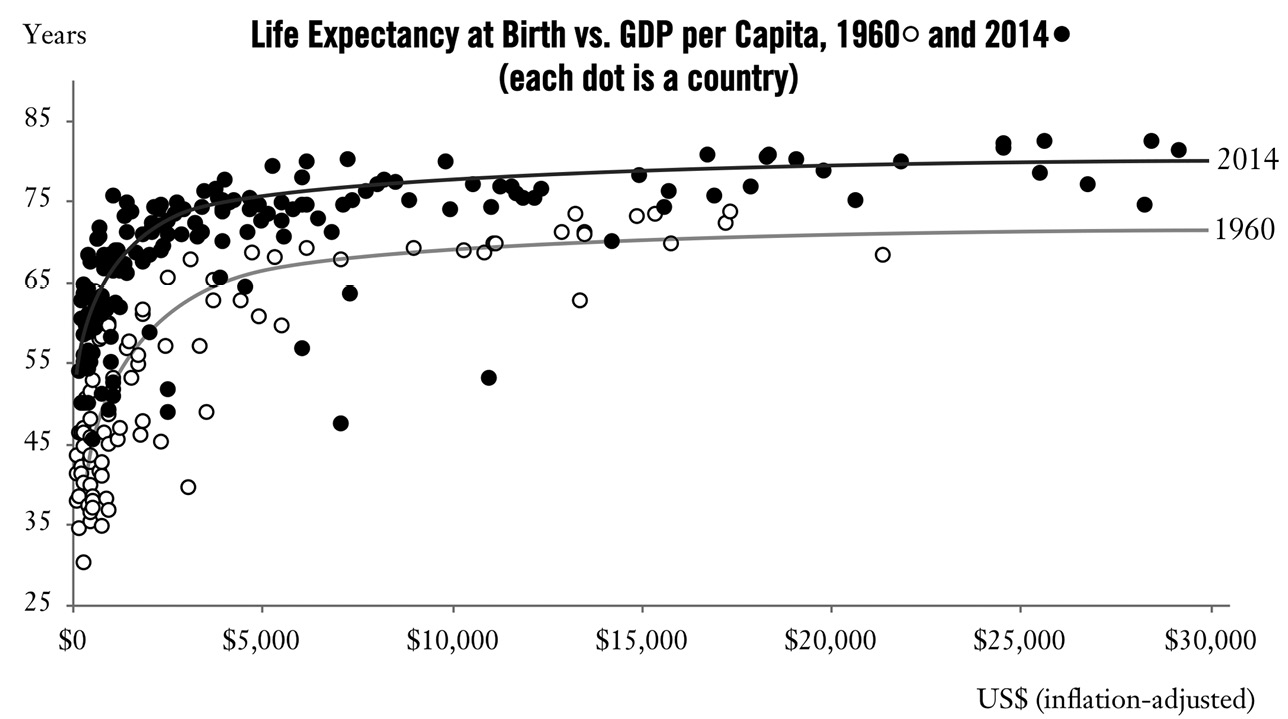 Years
Life Expectancy at Birth vs. GDP per Capita, 1960○ and 2014●
(each dot is a country)
85
2014
75
1960
65
55
45
35
25
$0 $5,000 $10,000 $15,000 $20,000 $25,000 $30,000
US$ (inflation-adjusted)